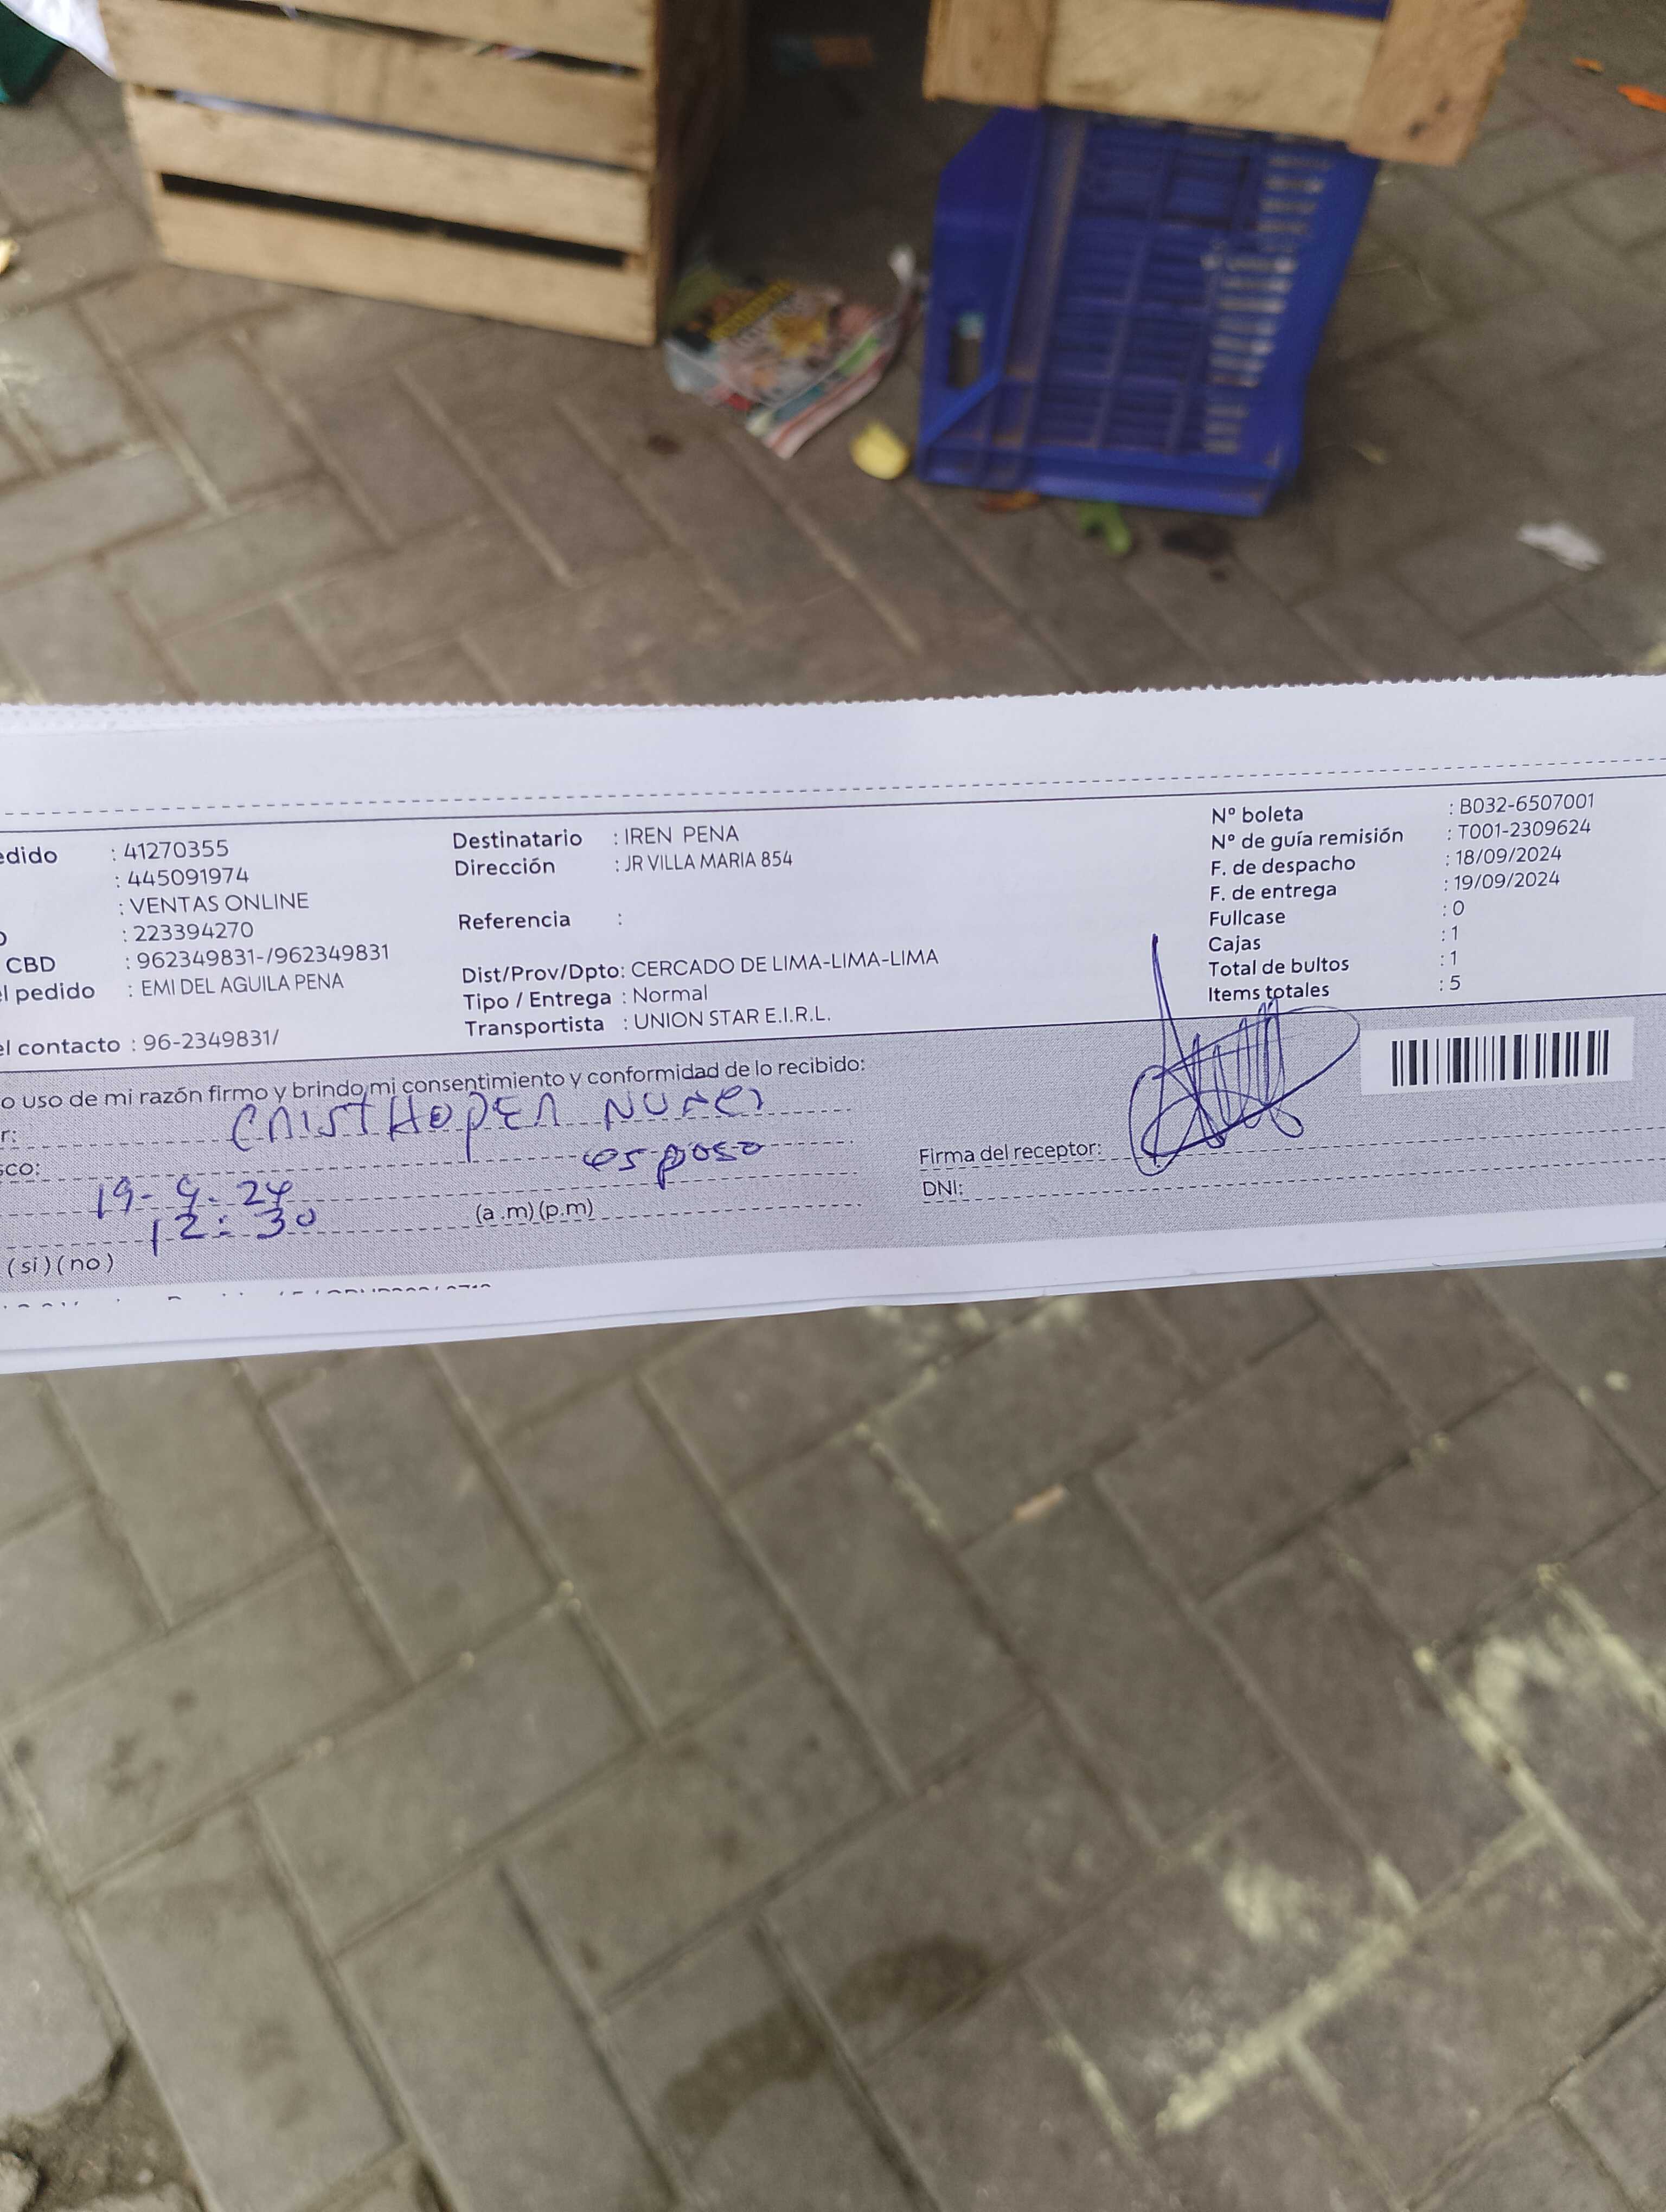 edido : 41270355
: 445091974
: VENTAS ONLINE
: 223394270
CBD : 962349831-/962349831
l pedido : EMI DEL AGUILA PENA
el contacto : 96-2349831/
Destinatario : IREN PENA
Dirección : JR VILLA MARIA 854
Referencia :
Dist/Prov/Dpto: CERCADO DE LIMA-LIMA-LIMA
Tipo / Entrega : Normal
Transportista : UNION STAR E.I.R.L.
Nº boleta : B032-6507001
Nº de guía remisión : T001-2309624
F. de despacho : 18/09/2024
F. de entrega : 19/09/2024
Fullcase : 0
Cajas : 1
Total de bultos : 1
Items totales : 5
o uso de mi razón firmo y brindo mi consentimiento y conformidad de lo recibido:
r: CRISTHOPER NUÑEZ
sco: esposo
19-9-24
12:30 (a.m)(p.m)
(si)(no)
Firma del receptor:
DNI: